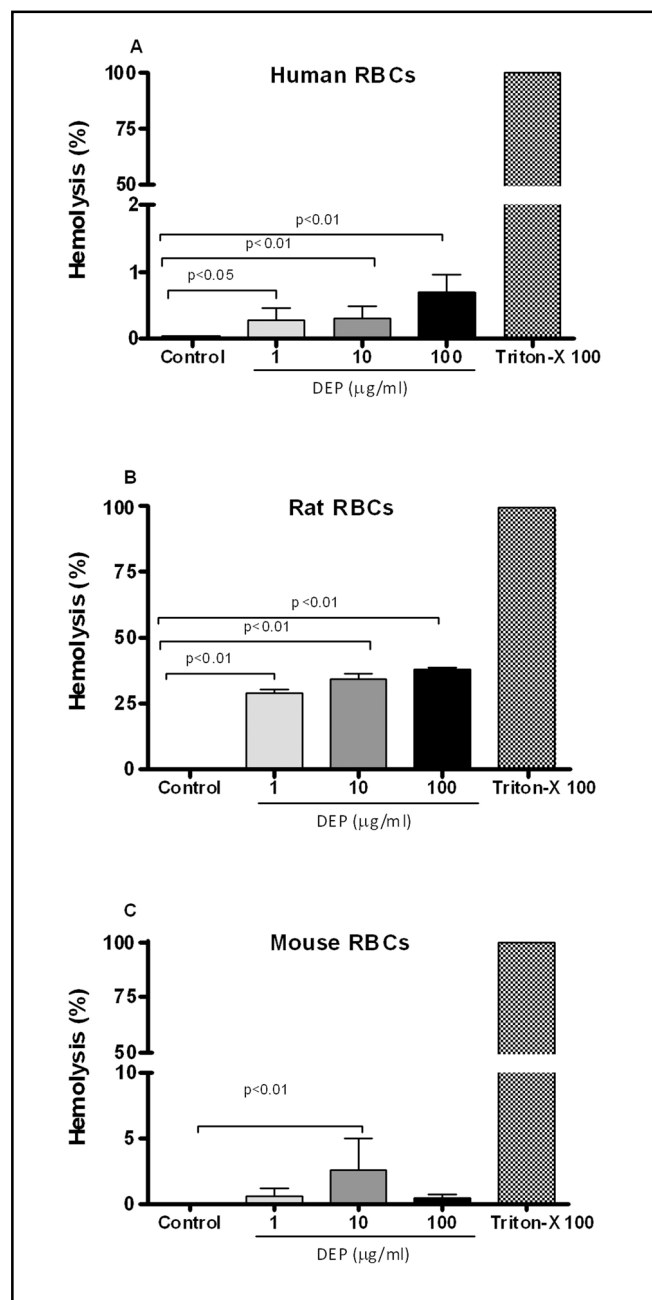 A
Human RBCs
Hemolysis (%)
100
75
50
2
p<0.01
p<0.01
1
p<0.05
0
Control 1 10 100 Triton-X 100
DEP (μg/ml)
B
Rat RBCs
Hemolysis (%)
100
75
p<0.01
50
p<0.01
p<0.01
25
0
Control 1 10 100 Triton-X 100
DEP (μg/ml)
C
Mouse RBCs
Hemolysis (%)
100
75
50
10
p<0.01
5
0
Control 1 10 100 Triton-X 100
DEP (μg/ml)